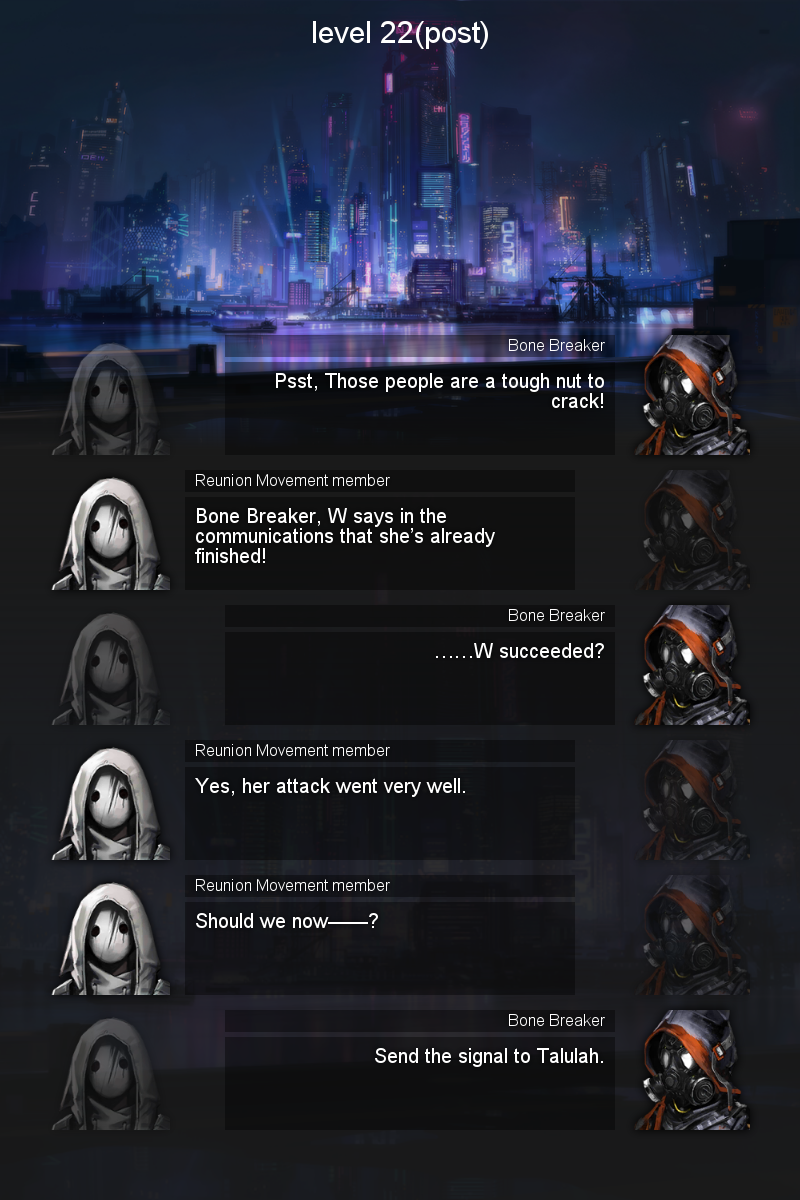 level 22(post)
Bone Breaker
Psst, Those people are a tough nut to
crack!
Reunion Movement member
Bone Breaker, W says in the
communications that she's already
finished!
Bone Breaker
……W succeeded?
Reunion Movement member
Yes, her attack went very well.
Reunion Movement member
Should we now——?
Bone Breaker
Send the signal to Talulah.